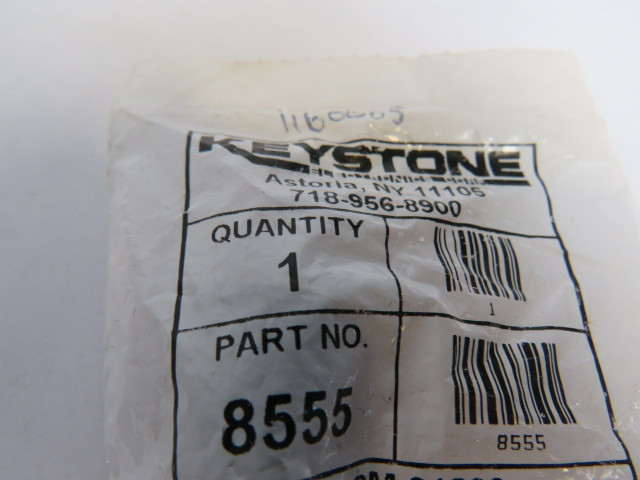 1160005
KEYSTONE
Astoria, NY 11105
718-956-8900
QUANTITY
1
1
PART NO.
8555
8555